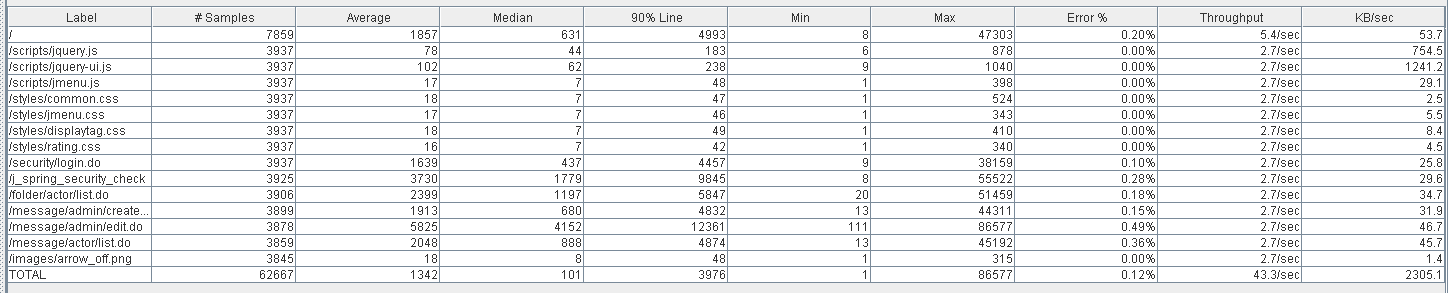 Label # Samples Average Median 90% Line Min Max Error % Throughput KB/sec
/ 7859 1857 631 4993 8 47303 0.20% 5.4/sec 53.7
/scripts/jquery.js 3937 78 44 183 6 878 0.00% 2.7/sec 754.5
/scripts/jquery-ui.js 3937 102 62 238 9 1040 0.00% 2.7/sec 1241.2
/scripts/jmenu.js 3937 17 7 48 1 398 0.00% 2.7/sec 29.1
/styles/common.css 3937 18 7 47 1 524 0.00% 2.7/sec 2.5
/styles/jmenu.css 3937 17 7 46 1 343 0.00% 2.7/sec 5.5
/styles/displaytag.css 3937 18 7 49 1 410 0.00% 2.7/sec 8.4
/styles/rating.css 3937 16 7 42 1 340 0.00% 2.7/sec 4.5
/security/login.do 3937 1639 437 4457 9 38159 0.10% 2.7/sec 25.8
/j_spring_security_check 3925 3730 1779 9845 8 55522 0.28% 2.7/sec 29.6
/folder/actor/list.do 3906 2399 1197 5847 20 51459 0.18% 2.7/sec 34.7
/message/admin/create... 3899 1913 680 4832 13 44311 0.15% 2.7/sec 31.9
/message/admin/edit.do 3878 5825 4152 12361 111 86577 0.49% 2.7/sec 46.7
/message/actor/list.do 3859 2048 888 4874 13 45192 0.36% 2.7/sec 45.7
/images/arrow_off.png 3845 18 8 48 1 315 0.00% 2.7/sec 1.4
TOTAL 62667 1342 101 3976 1 86577 0.12% 43.3/sec 2305.1